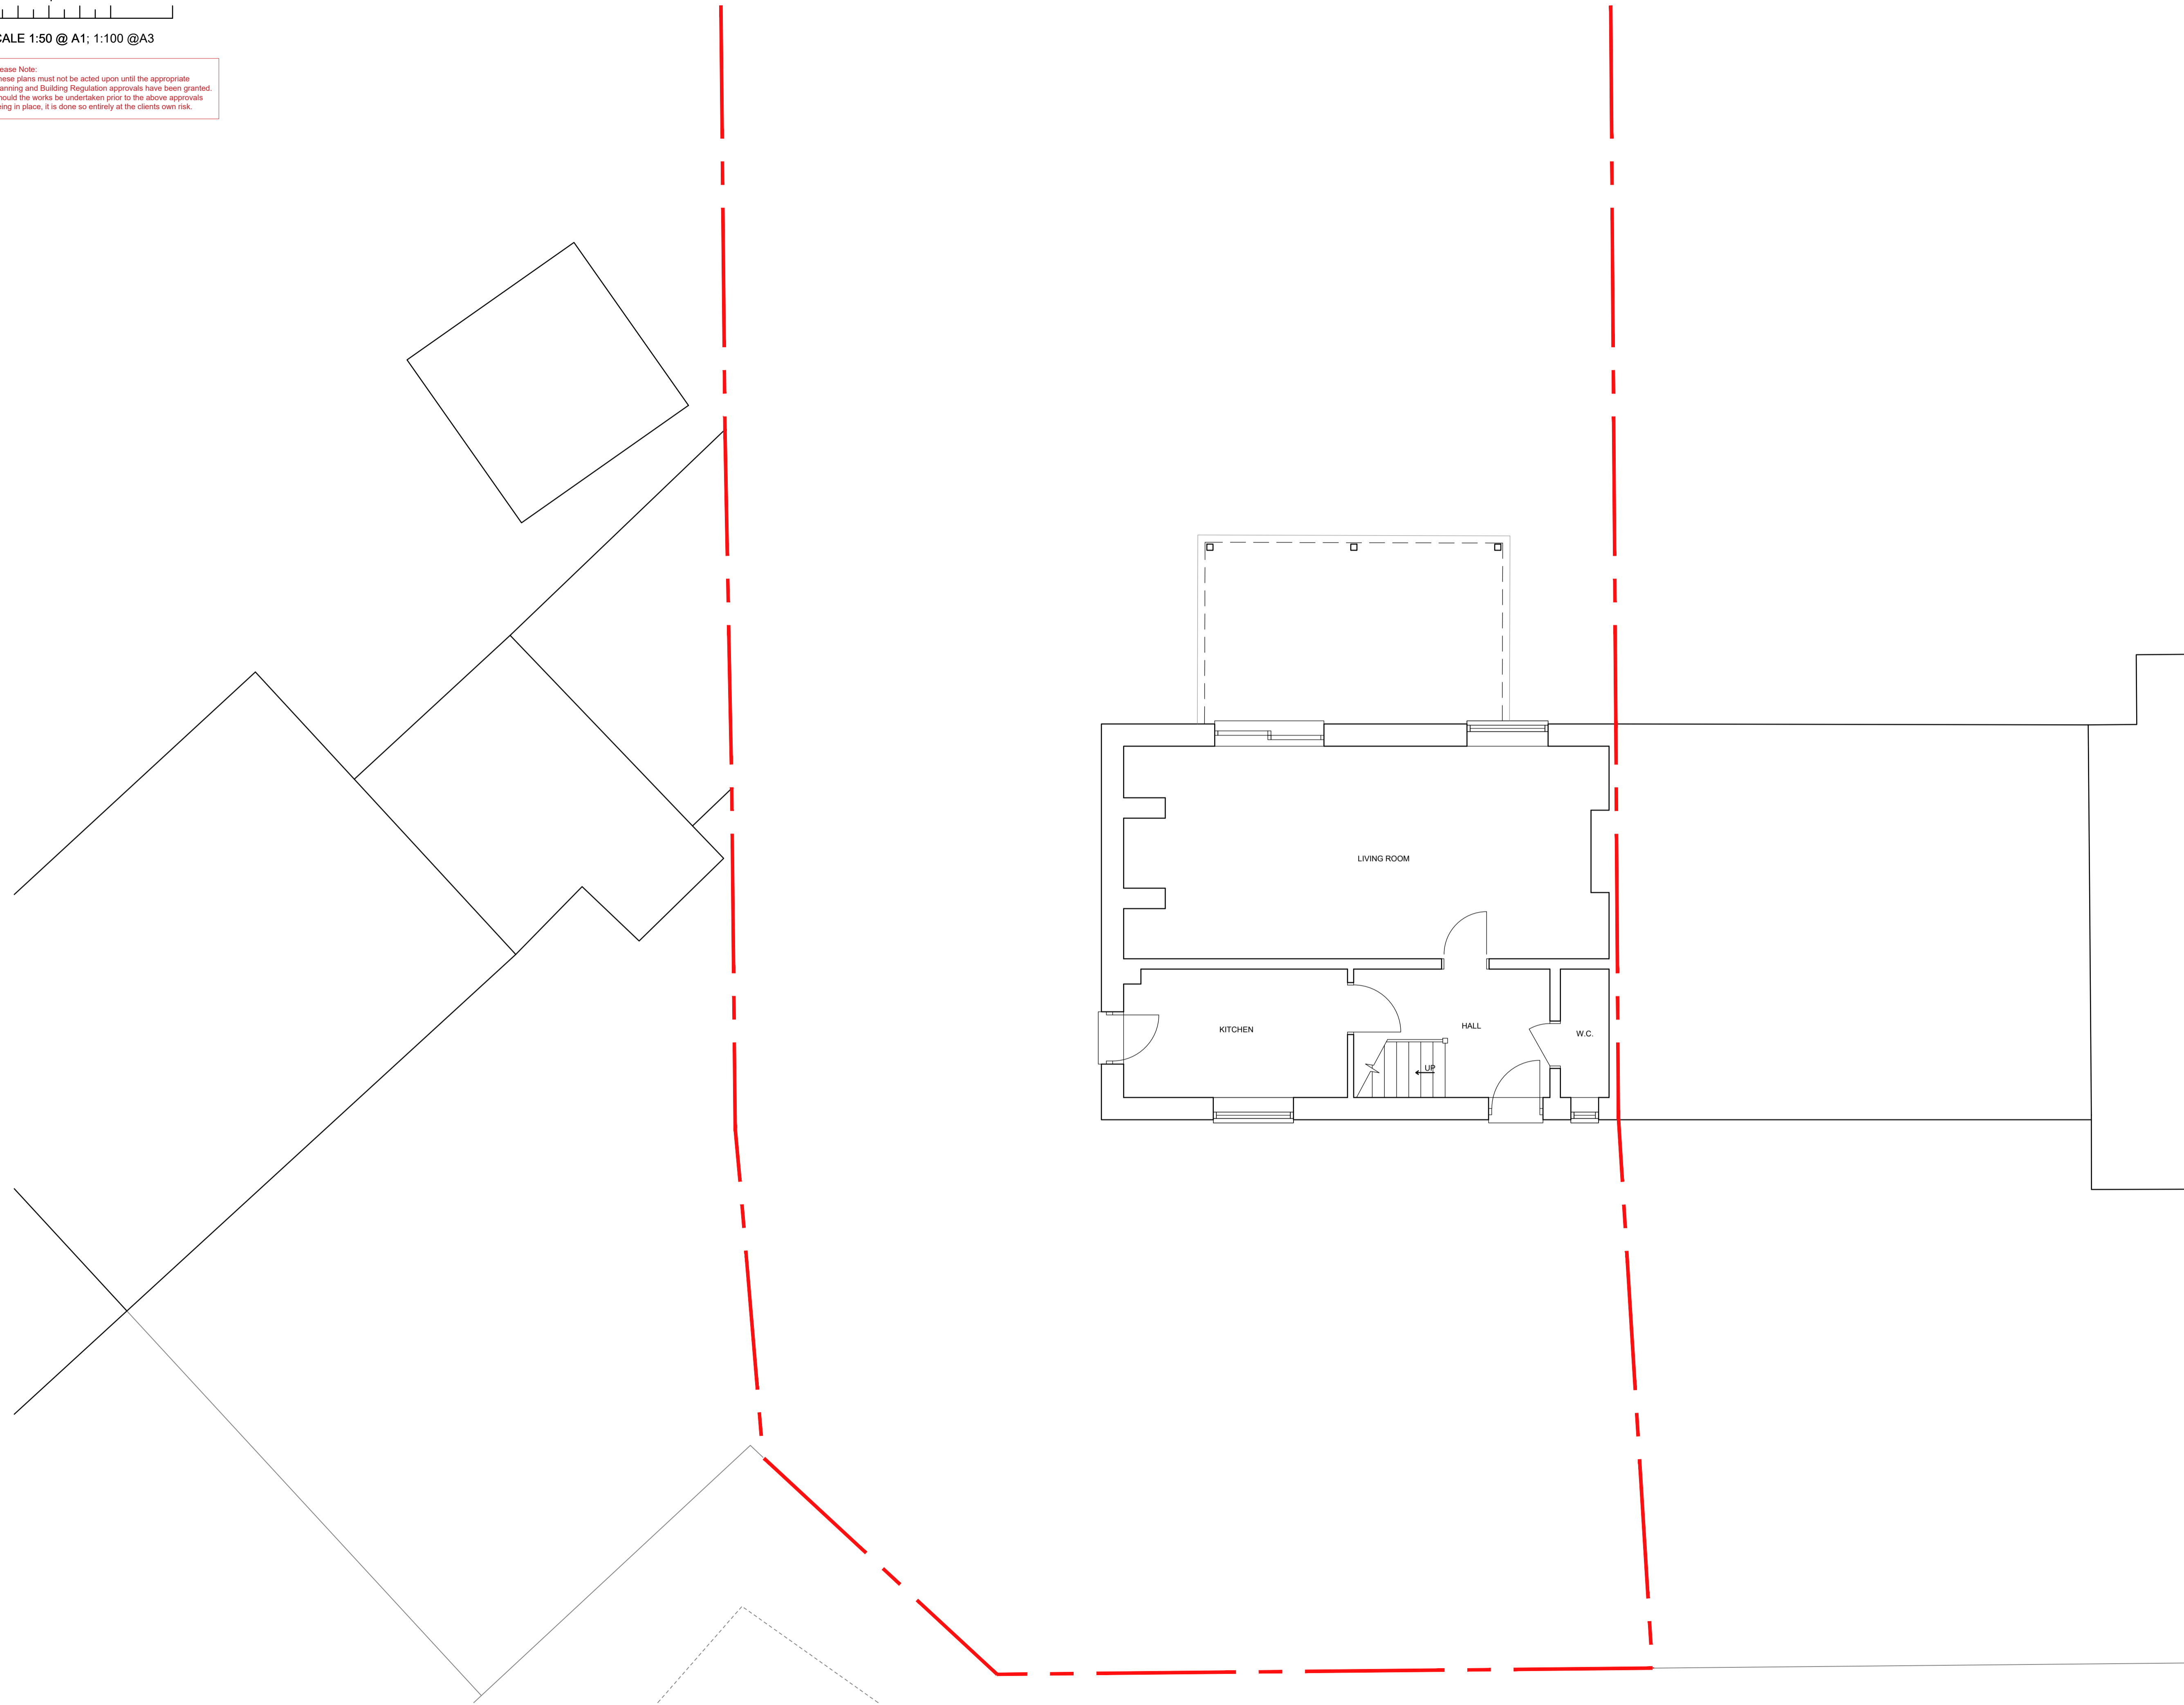 CALE 1:50 @ A1; 1:100 @A3
ease Note:
hese plans must not be acted upon until the appropriate
anning and Building Regulation approvals have been granted.
hould the works be undertaken prior to the above approvals
eing in place, it is done so entirely at the clients own risk.
LIVING ROOM
KITCHEN
HALL
W.C.
UP